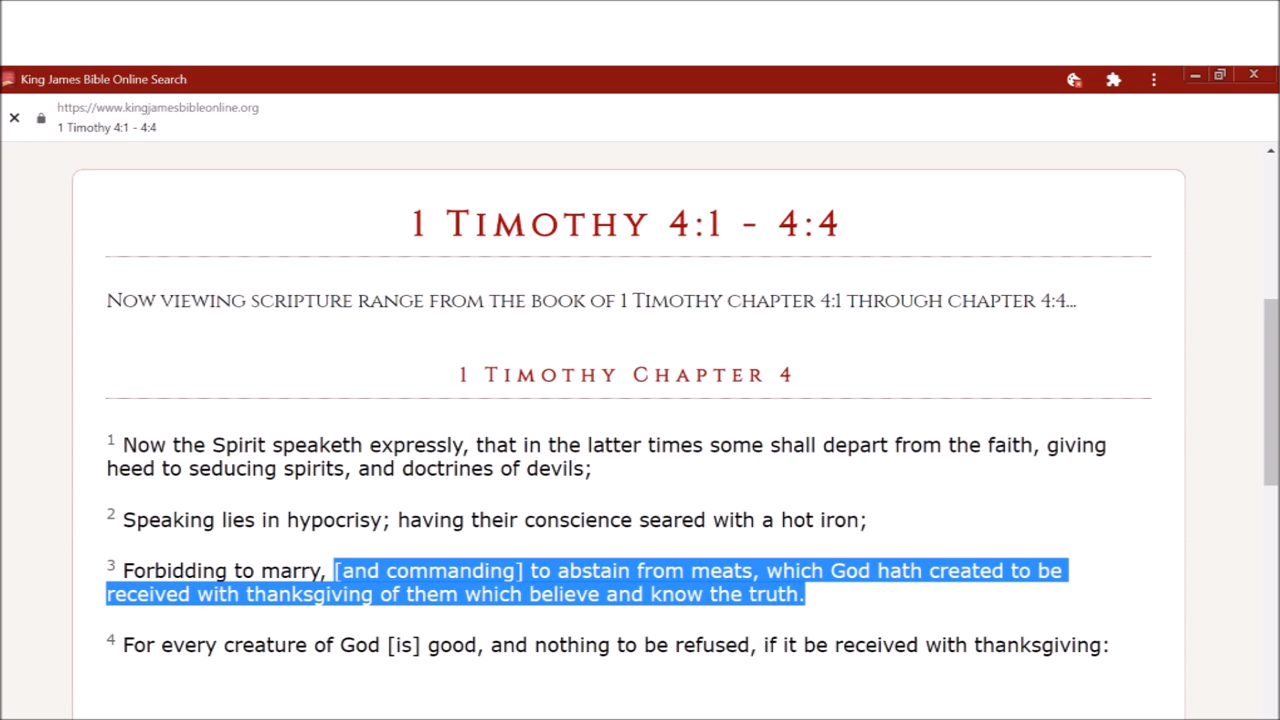 King James Bible Online Search
https://www.kingjamesbibleonline.org
1 Timothy 4:1 - 4:4
1 Timothy 4:1 - 4:4
Now viewing scripture range from the book of 1 Timothy chapter 4:1 through chapter 4:4...
1 Timothy Chapter 4
1 Now the Spirit speaketh expressly, that in the latter times some shall depart from the faith, giving
heed to seducing spirits, and doctrines of devils;
2 Speaking lies in hypocrisy; having their conscience seared with a hot iron;
3 Forbidding to marry, [and commanding] to abstain from meats, which God hath created to be
received with thanksgiving of them which believe and know the truth.
4 For every creature of God [is] good, and nothing to be refused, if it be received with thanksgiving: